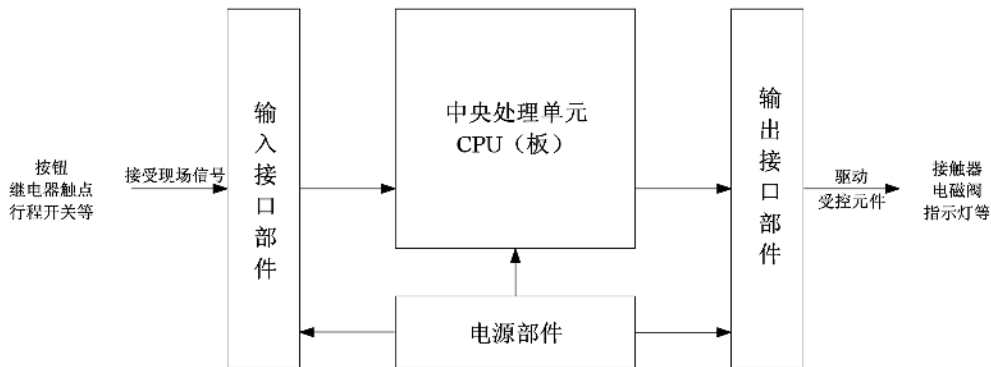 按钮
继电器触点
行程开关等
接受现场信号
输入接口部件
中央处理单元
CPU（板）
电源部件
输出接口部件
驱动
受控元件
接触器
电磁阀
指示灯等